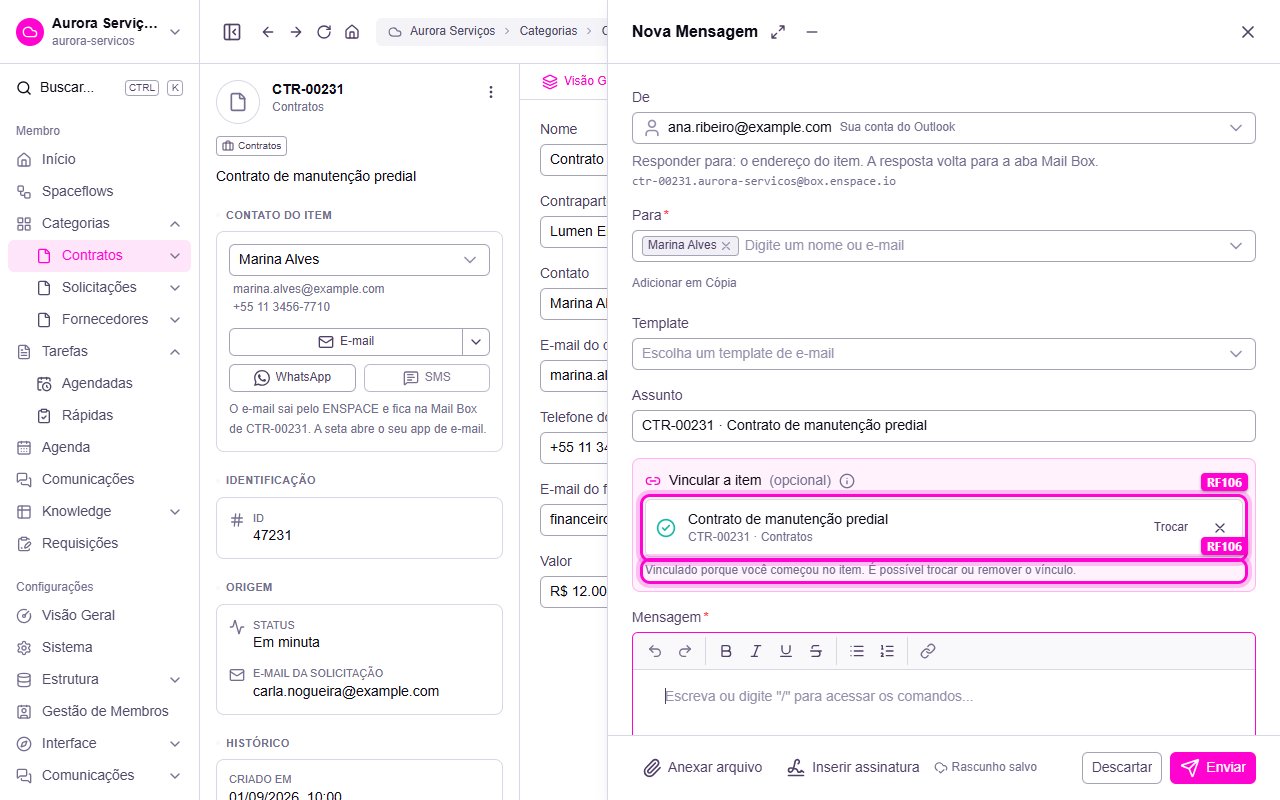 Aurora Serviç...
aurora-servicos
Buscar... CTRL K
Membro
Início
Spaceflows
Categorias
Contratos
Solicitações
Fornecedores
Tarefas
Agendadas
Rápidas
Agenda
Comunicações
Knowledge
Requisições
Configurações
Visão Geral
Sistema
Estrutura
Gestão de Membros
Interface
Comunicações
Aurora Serviços > Categorias > C
CTR-00231
Contratos
Contratos
Contrato de manutenção predial
CONTATO DO ITEM
Marina Alves
marina.alves@example.com
+55 11 3456-7710
E-mail
WhatsApp
SMS
O e-mail sai pelo ENSPACE e fica na Mail Box
de CTR-00231. A seta abre o seu app de e-mail.
IDENTIFICAÇÃO
ID
47231
ORIGEM
STATUS
Em minuta
E-MAIL DA SOLICITAÇÃO
carla.nogueira@example.com
HISTÓRICO
CRIADO EM
01/09/2026, 10:00
Visão G
Nome
Contrato
Contrapart
Lumen E
Contato
Marina Al
E-mail do c
marina.al
Telefone do
+55 11 34
E-mail do f
financeiro
Valor
R$ 12.00
Nova Mensagem
De
ana.ribeiro@example.com Sua conta do Outlook
Responder para: o endereço do item. A resposta volta para a aba Mail Box.
ctr-00231.aurora-servicos@box.enspace.io
Para*
Marina Alves Digite um nome ou e-mail
Adicionar em Cópia
Template
Escolha um template de e-mail
Assunto
CTR-00231 · Contrato de manutenção predial
Vincular a item (opcional)
RF106
Contrato de manutenção predial
CTR-00231 · Contratos
Trocar
RF106
Vinculado porque você começou no item. É possível trocar ou remover o vínculo.
Mensagem*
Escreva ou digite "/" para acessar os comandos...
Anexar arquivo
Inserir assinatura
Rascunho salvo
Descartar
Enviar